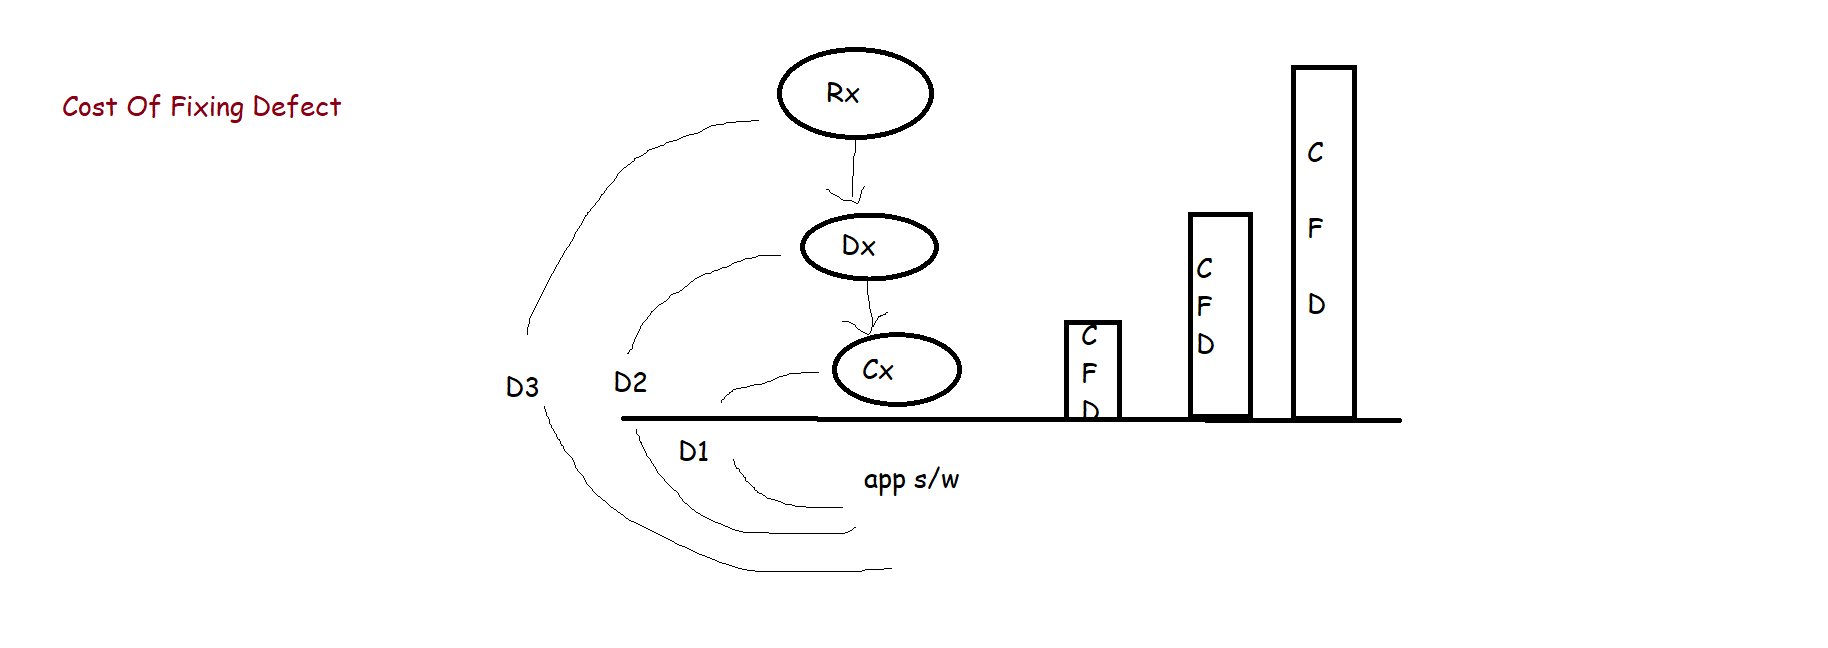 Cost Of Fixing Defect
Rx
Dx
Cx
D3
D2
D1
app s/w
C
F
D
C
F
D
C
F
D